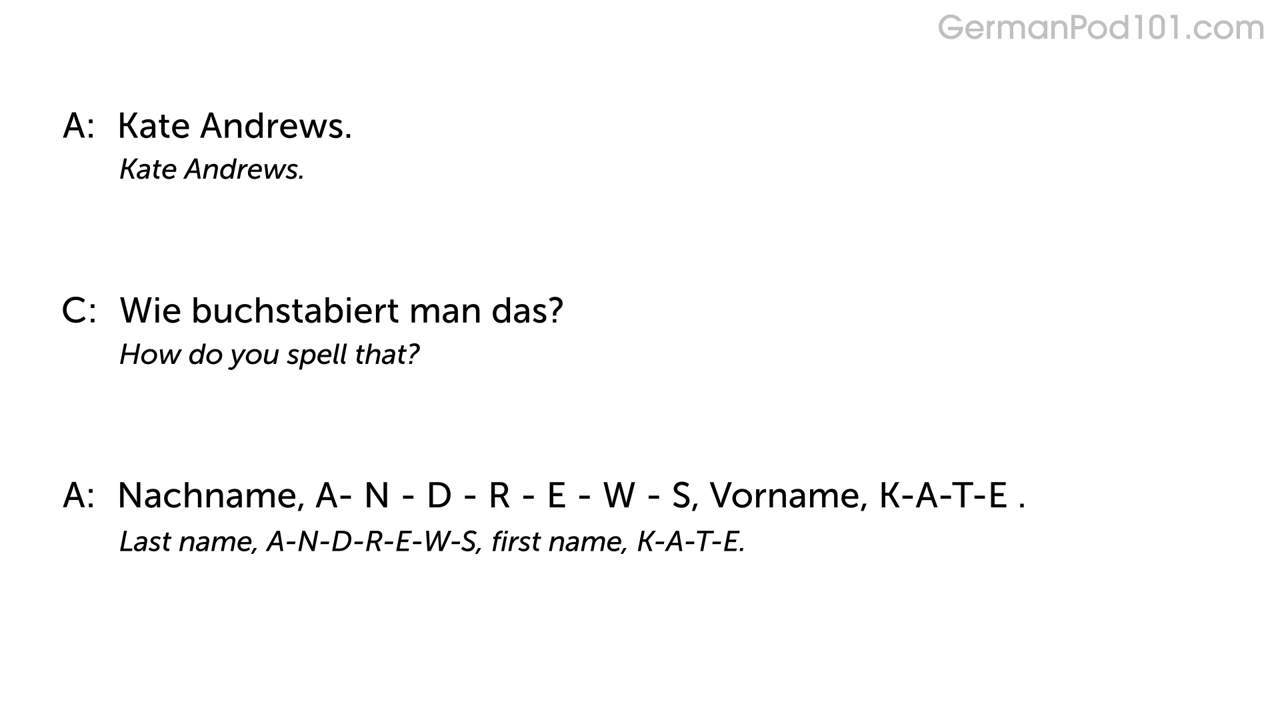 GermanPod101.com
A: Kate Andrews.
Kate Andrews.
C: Wie buchstabiert man das?
How do you spell that?
A: Nachname, A- N - D - R - E - W - S, Vorname, K-A-T-E .
Last name, A-N-D-R-E-W-S, first name, K-A-T-E.